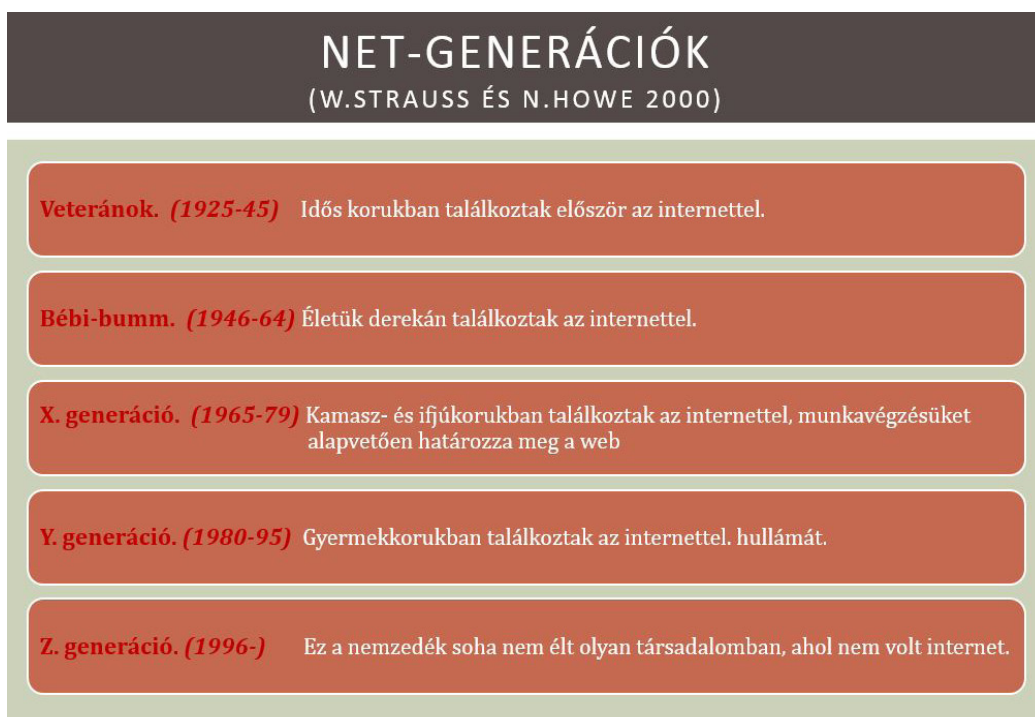 NET-GENERÁCIÓK
(W.STRAUSS ÉS N.HOWE 2000)
Veteránok. (1925-45) Idős korukban találkoztak először az internettel.
Bébi-bumm. (1946-64) Életük derekán találkoztak az internettel.
X. generáció. (1965-79) Kamasz- és ifjúkorukban találkoztak az internettel, munkavégzésüket
alapvetően határozza meg a web
Y. generáció. (1980-95) Gyermekkorukban találkoztak az internettel. hullámát.
Z. generáció. (1996-) Ez a nemzedék soha nem élt olyan társadalomban, ahol nem volt internet.